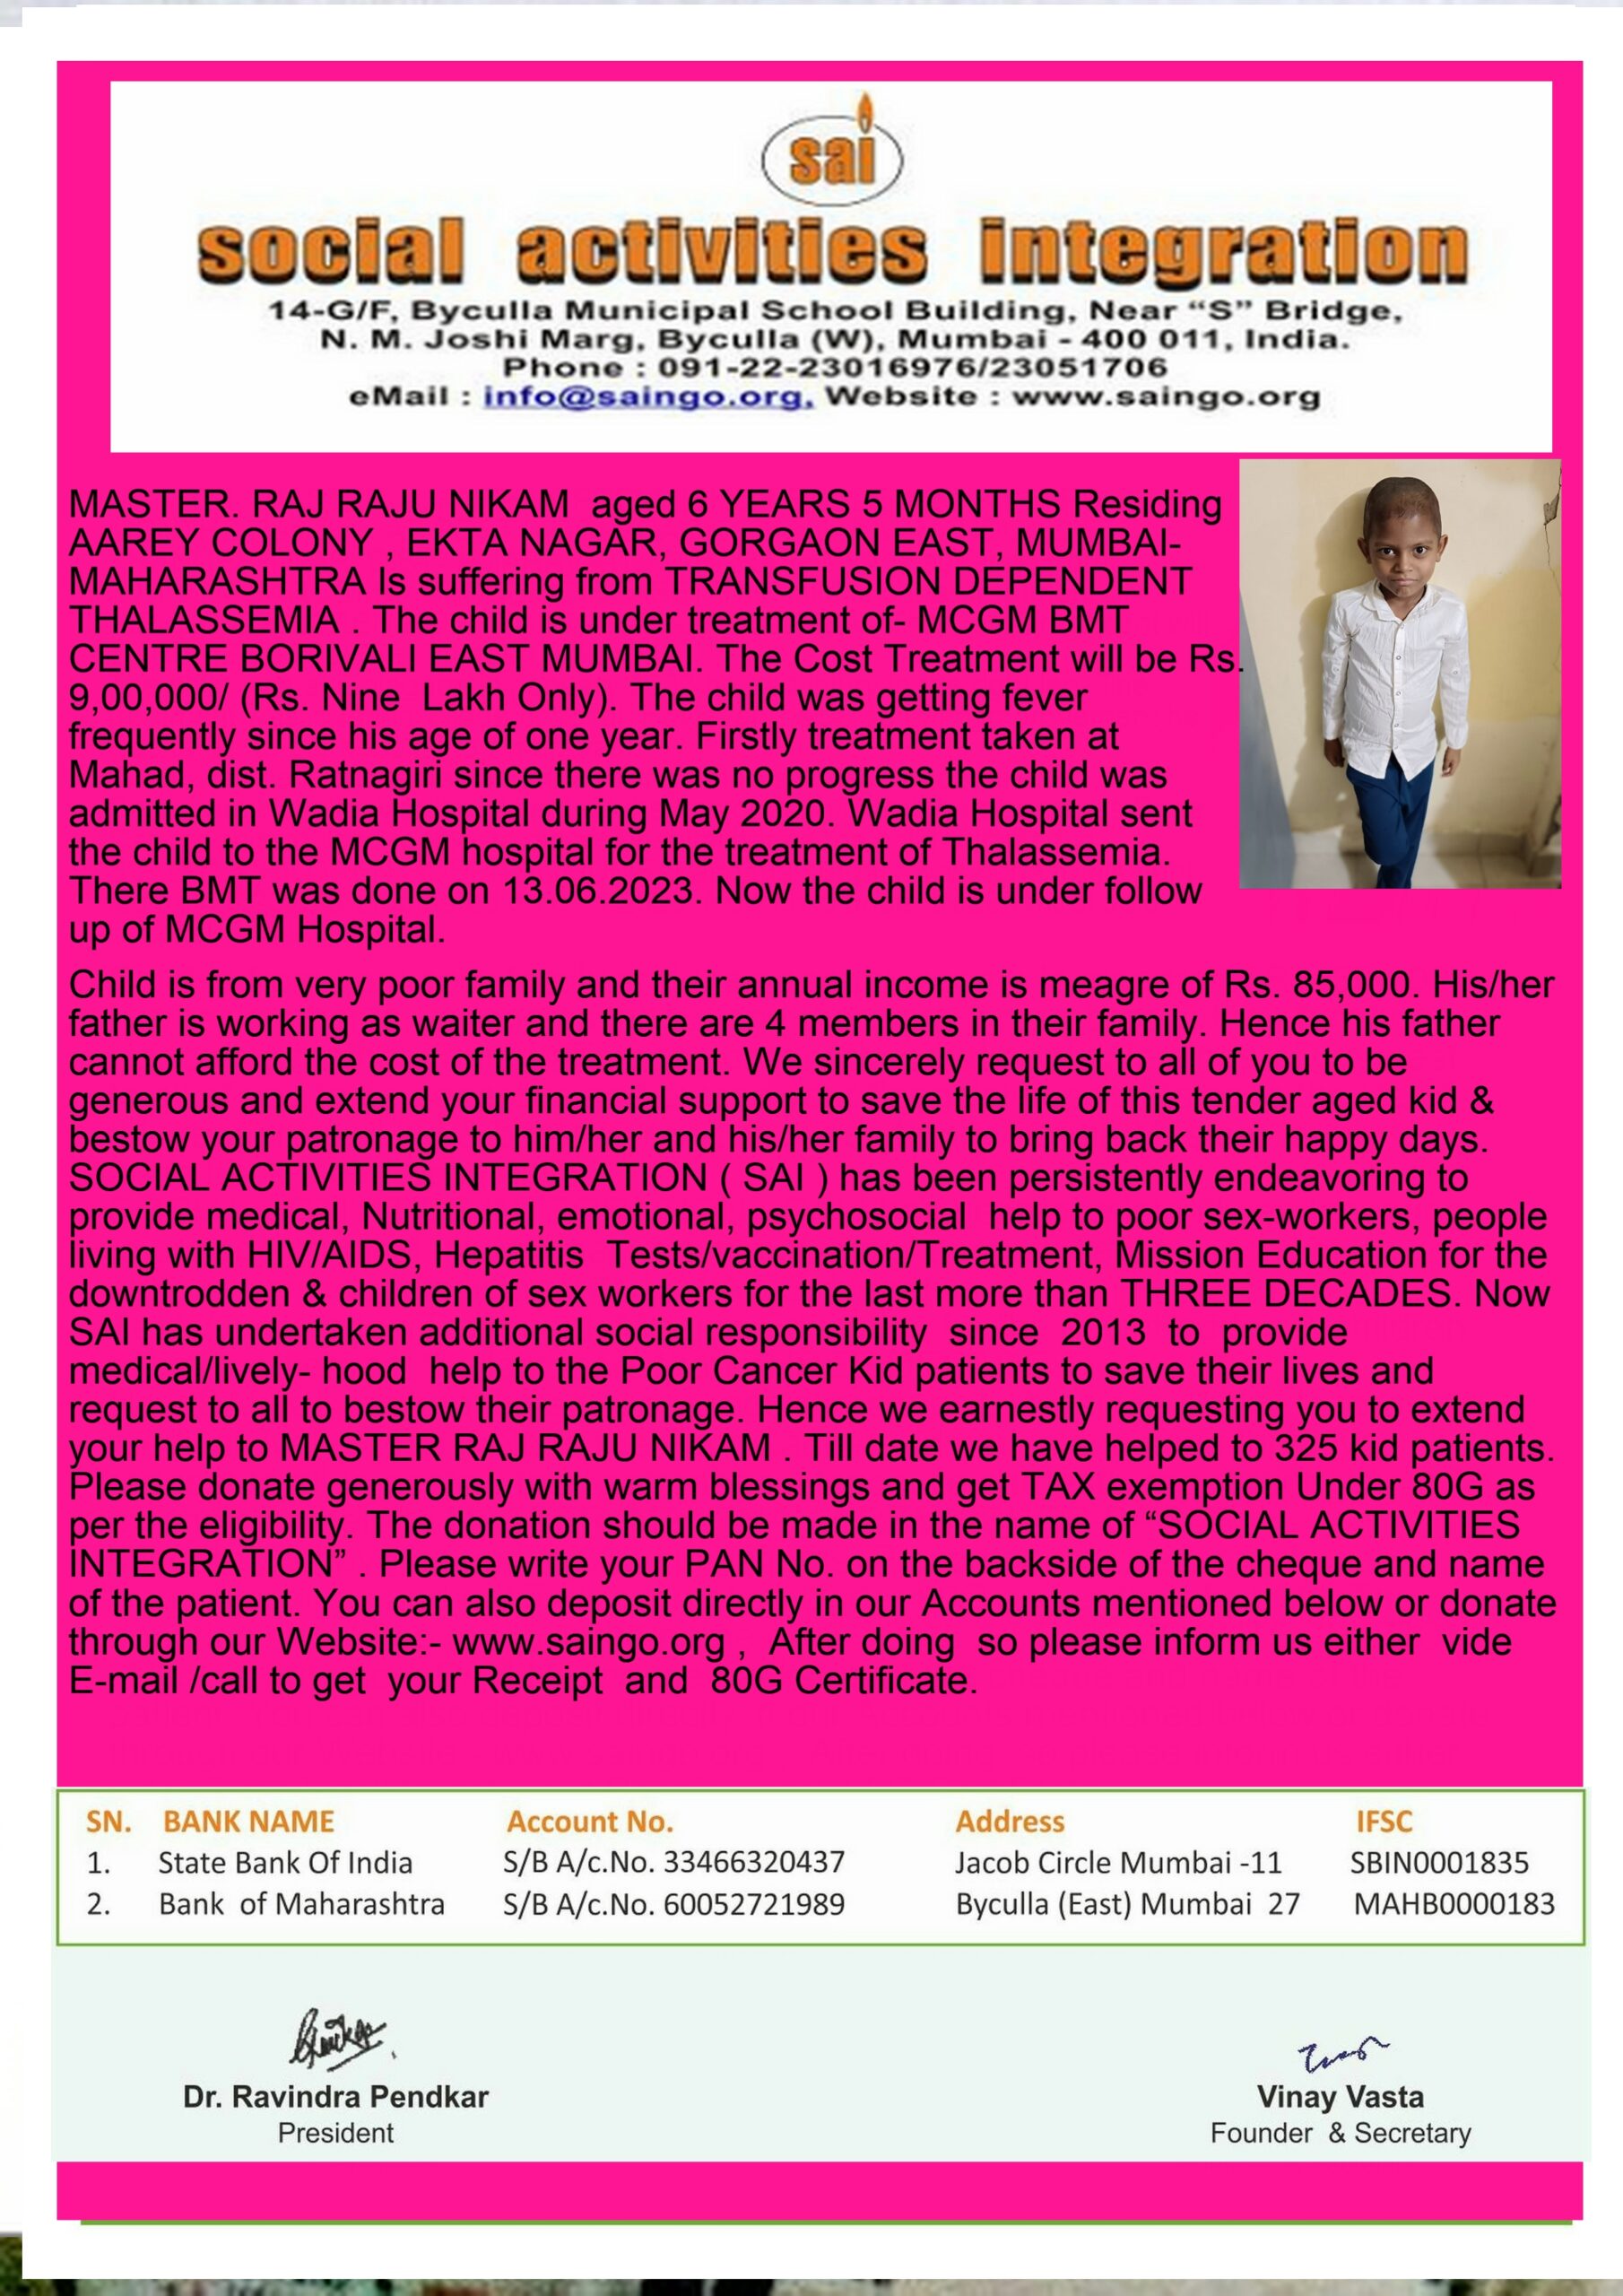 sai
social activities integration
14-G/F, Byculla Municipal School Building, Near “S” Bridge,
N. M. Joshi Marg, Byculla (W), Mumbai - 400 011, India.
Phone : 091-22-23016976/23051706
eMail : info@saingo.org, Website : www.saingo.org
MASTER. RAJ RAJU NIKAM aged 6 YEARS 5 MONTHS Residing
AAREY COLONY , EKTA NAGAR, GORGAON EAST, MUMBAI-
MAHARASHTRA Is suffering from TRANSFUSION DEPENDENT
THALASSEMIA . The child is under treatment of- MCGM BMT
CENTRE BORIVALI EAST MUMBAI. The Cost Treatment will be Rs.
9,00,000/ (Rs. Nine Lakh Only). The child was getting fever
frequently since his age of one year. Firstly treatment taken at
Mahad, dist. Ratnagiri since there was no progress the child was
admitted in Wadia Hospital during May 2020. Wadia Hospital sent
the child to the MCGM hospital for the treatment of Thalassemia.
There BMT was done on 13.06.2023. Now the child is under follow
up of MCGM Hospital.
Child is from very poor family and their annual income is meagre of Rs. 85,000. His/her
father is working as waiter and there are 4 members in their family. Hence his father
cannot afford the cost of the treatment. We sincerely request to all of you to be
generous and extend your financial support to save the life of this tender aged kid &
bestow your patronage to him/her and his/her family to bring back their happy days.
SOCIAL ACTIVITIES INTEGRATION ( SAI ) has been persistently endeavoring to
provide medical, Nutritional, emotional, psychosocial help to poor sex-workers, people
living with HIV/AIDS, Hepatitis Tests/vaccination/Treatment, Mission Education for the
downtrodden & children of sex workers for the last more than THREE DECADES. Now
SAI has undertaken additional social responsibility since 2013 to provide
medical/lively- hood help to the Poor Cancer Kid patients to save their lives and
request to all to bestow their patronage. Hence we earnestly requesting you to extend
your help to MASTER RAJ RAJU NIKAM . Till date we have helped to 325 kid patients.
Please donate generously with warm blessings and get TAX exemption Under 80G as
per the eligibility. The donation should be made in the name of “SOCIAL ACTIVITIES
INTEGRATION” . Please write your PAN No. on the backside of the cheque and name
of the patient. You can also deposit directly in our Accounts mentioned below or donate
through our Website:- www.saingo.org , After doing so please inform us either vide
E-mail /call to get your Receipt and 80G Certificate.
SN. BANK NAME Account No. Address IFSC
1. State Bank Of India S/B A/c.No. 33466320437 Jacob Circle Mumbai -11 SBIN0001835
2. Bank of Maharashtra S/B A/c.No. 60052721989 Byculla (East) Mumbai 27 MAHB0000183
Dr. Ravindra Pendkar Vinay Vasta
President Founder & Secretary